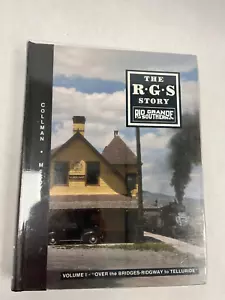 THE
R·G·S
STORY
RIO GRANDE
SOUTHERN
COLLMAN •
VOLUME I - "OVER the BRIDGES-RIDGWAY to TELLURIDE"